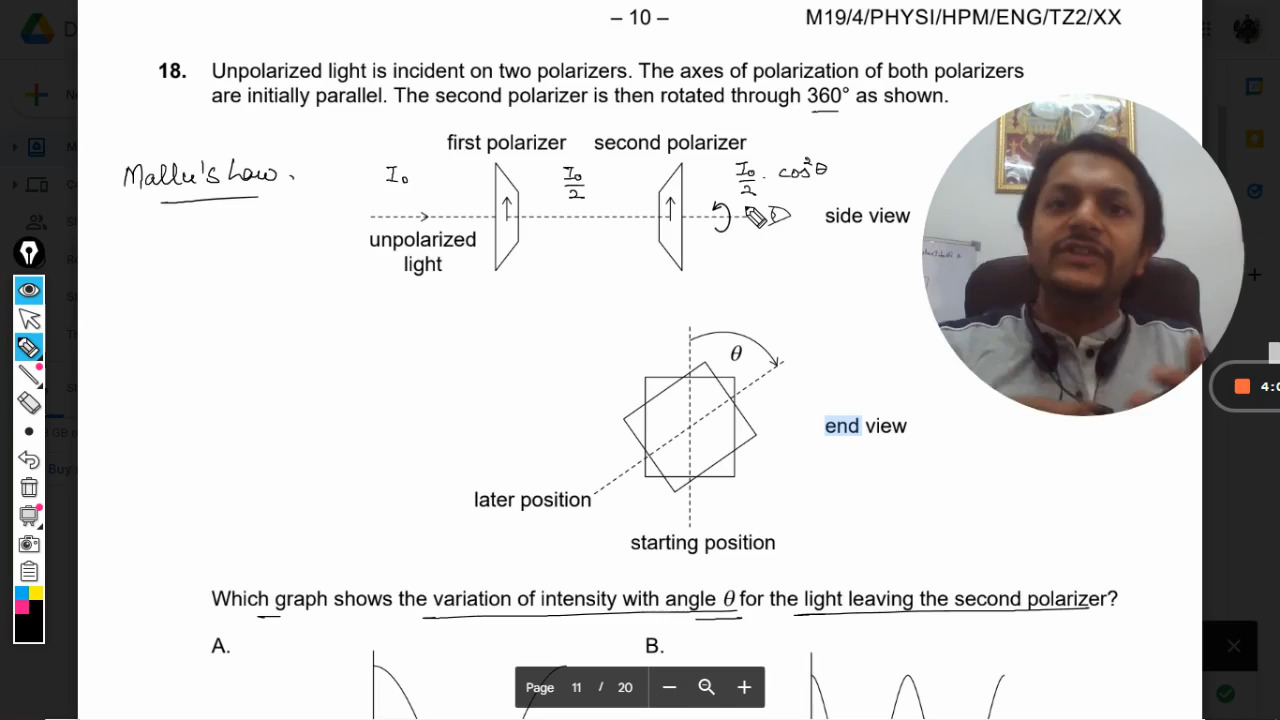 – 10 –
M19/4/PHYSI/HPM/ENG/TZ2/XX
18. Unpolarized light is incident on two polarizers. The axes of polarization of both polarizers
are initially parallel. The second polarizer is then rotated through 360° as shown.
first polarizer second polarizer
Mallu's Law.
I₀
I₀/2
I₀/2 . cos²θ
unpolarized
light
side view
θ
end view
later position
starting position
Which graph shows the variation of intensity with angle θ for the light leaving the second polarizer?
A.
B.
Page 11 / 20